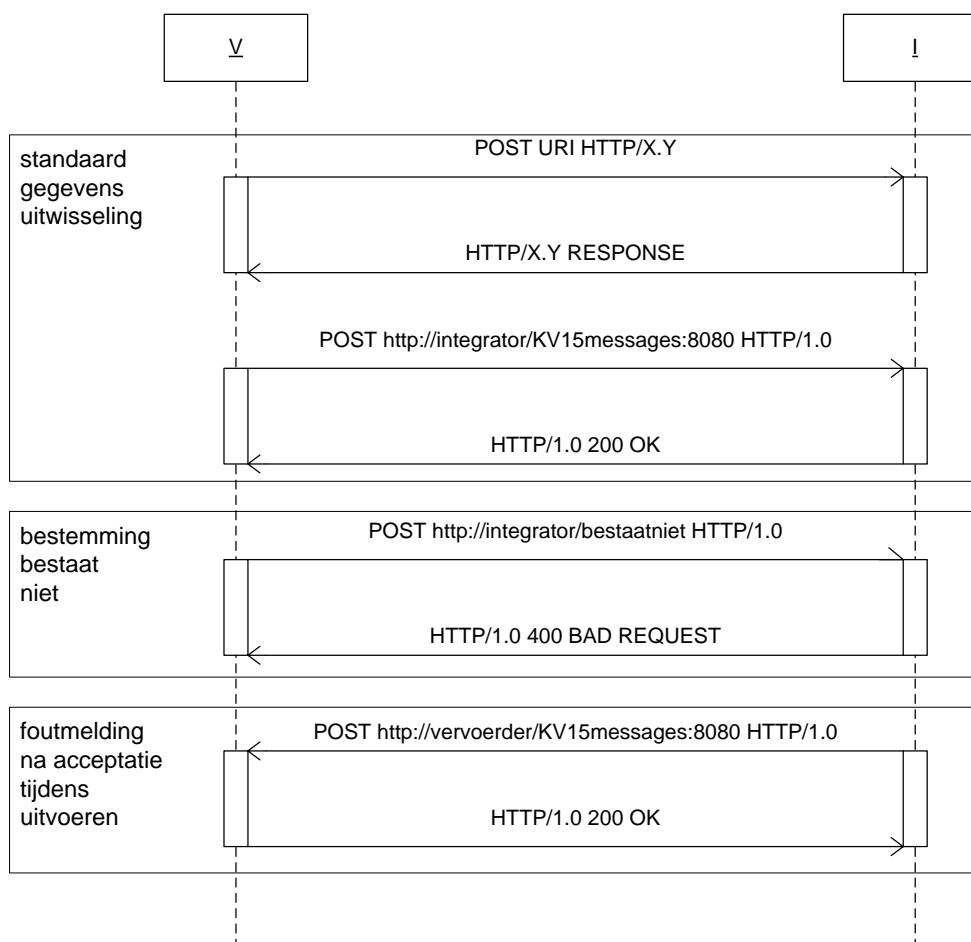 V
I
standaard
gegevens
uitwisseling
POST URI HTTP/X.Y
HTTP/X.Y RESPONSE
POST http://integrator/KV15messages:8080 HTTP/1.0
HTTP/1.0 200 OK
bestemming
bestaat
niet
POST http://integrator/bestaatniet HTTP/1.0
HTTP/1.0 400 BAD REQUEST
foutmelding
na acceptatie
tijdens
uitvoeren
POST http://vervoerder/KV15messages:8080 HTTP/1.0
HTTP/1.0 200 OK